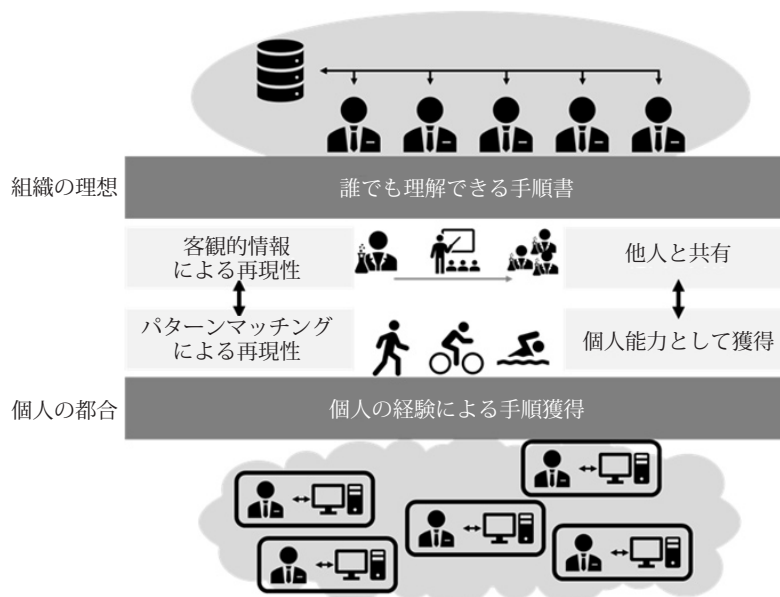 組織の理想
誰でも理解できる手順書
客観的情報
による再現性
他人と共有
パターンマッチング
による再現性
個人能力として獲得
個人の都合
個人の経験による手順獲得